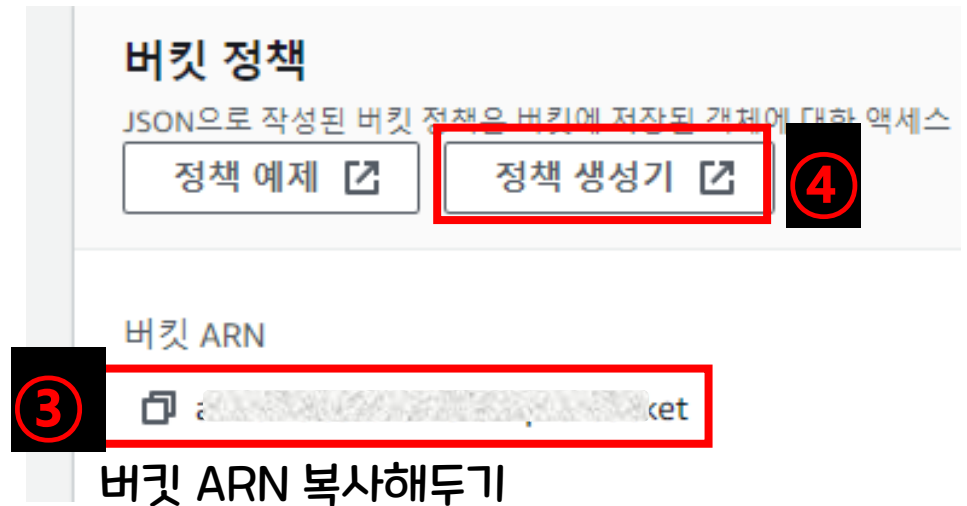 버킷 정책
JSON으로 작성된 버킷 정책은 버킷에 저장된 객체에 대한 액세스
정책 예제
정책 생성기
④
버킷 ARN
③
버킷 ARN 복사해두기